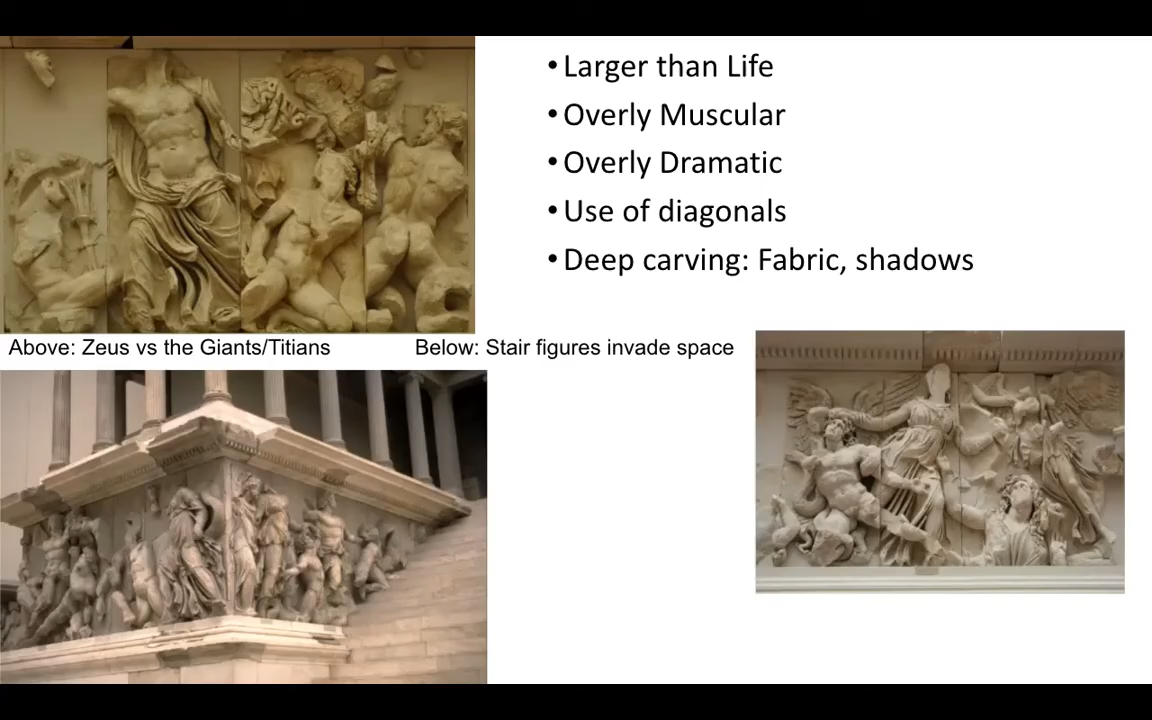 • Larger than Life
• Overly Muscular
• Overly Dramatic
• Use of diagonals
• Deep carving: Fabric, shadows
Above: Zeus vs the Giants/Titians
Below: Stair figures invade space